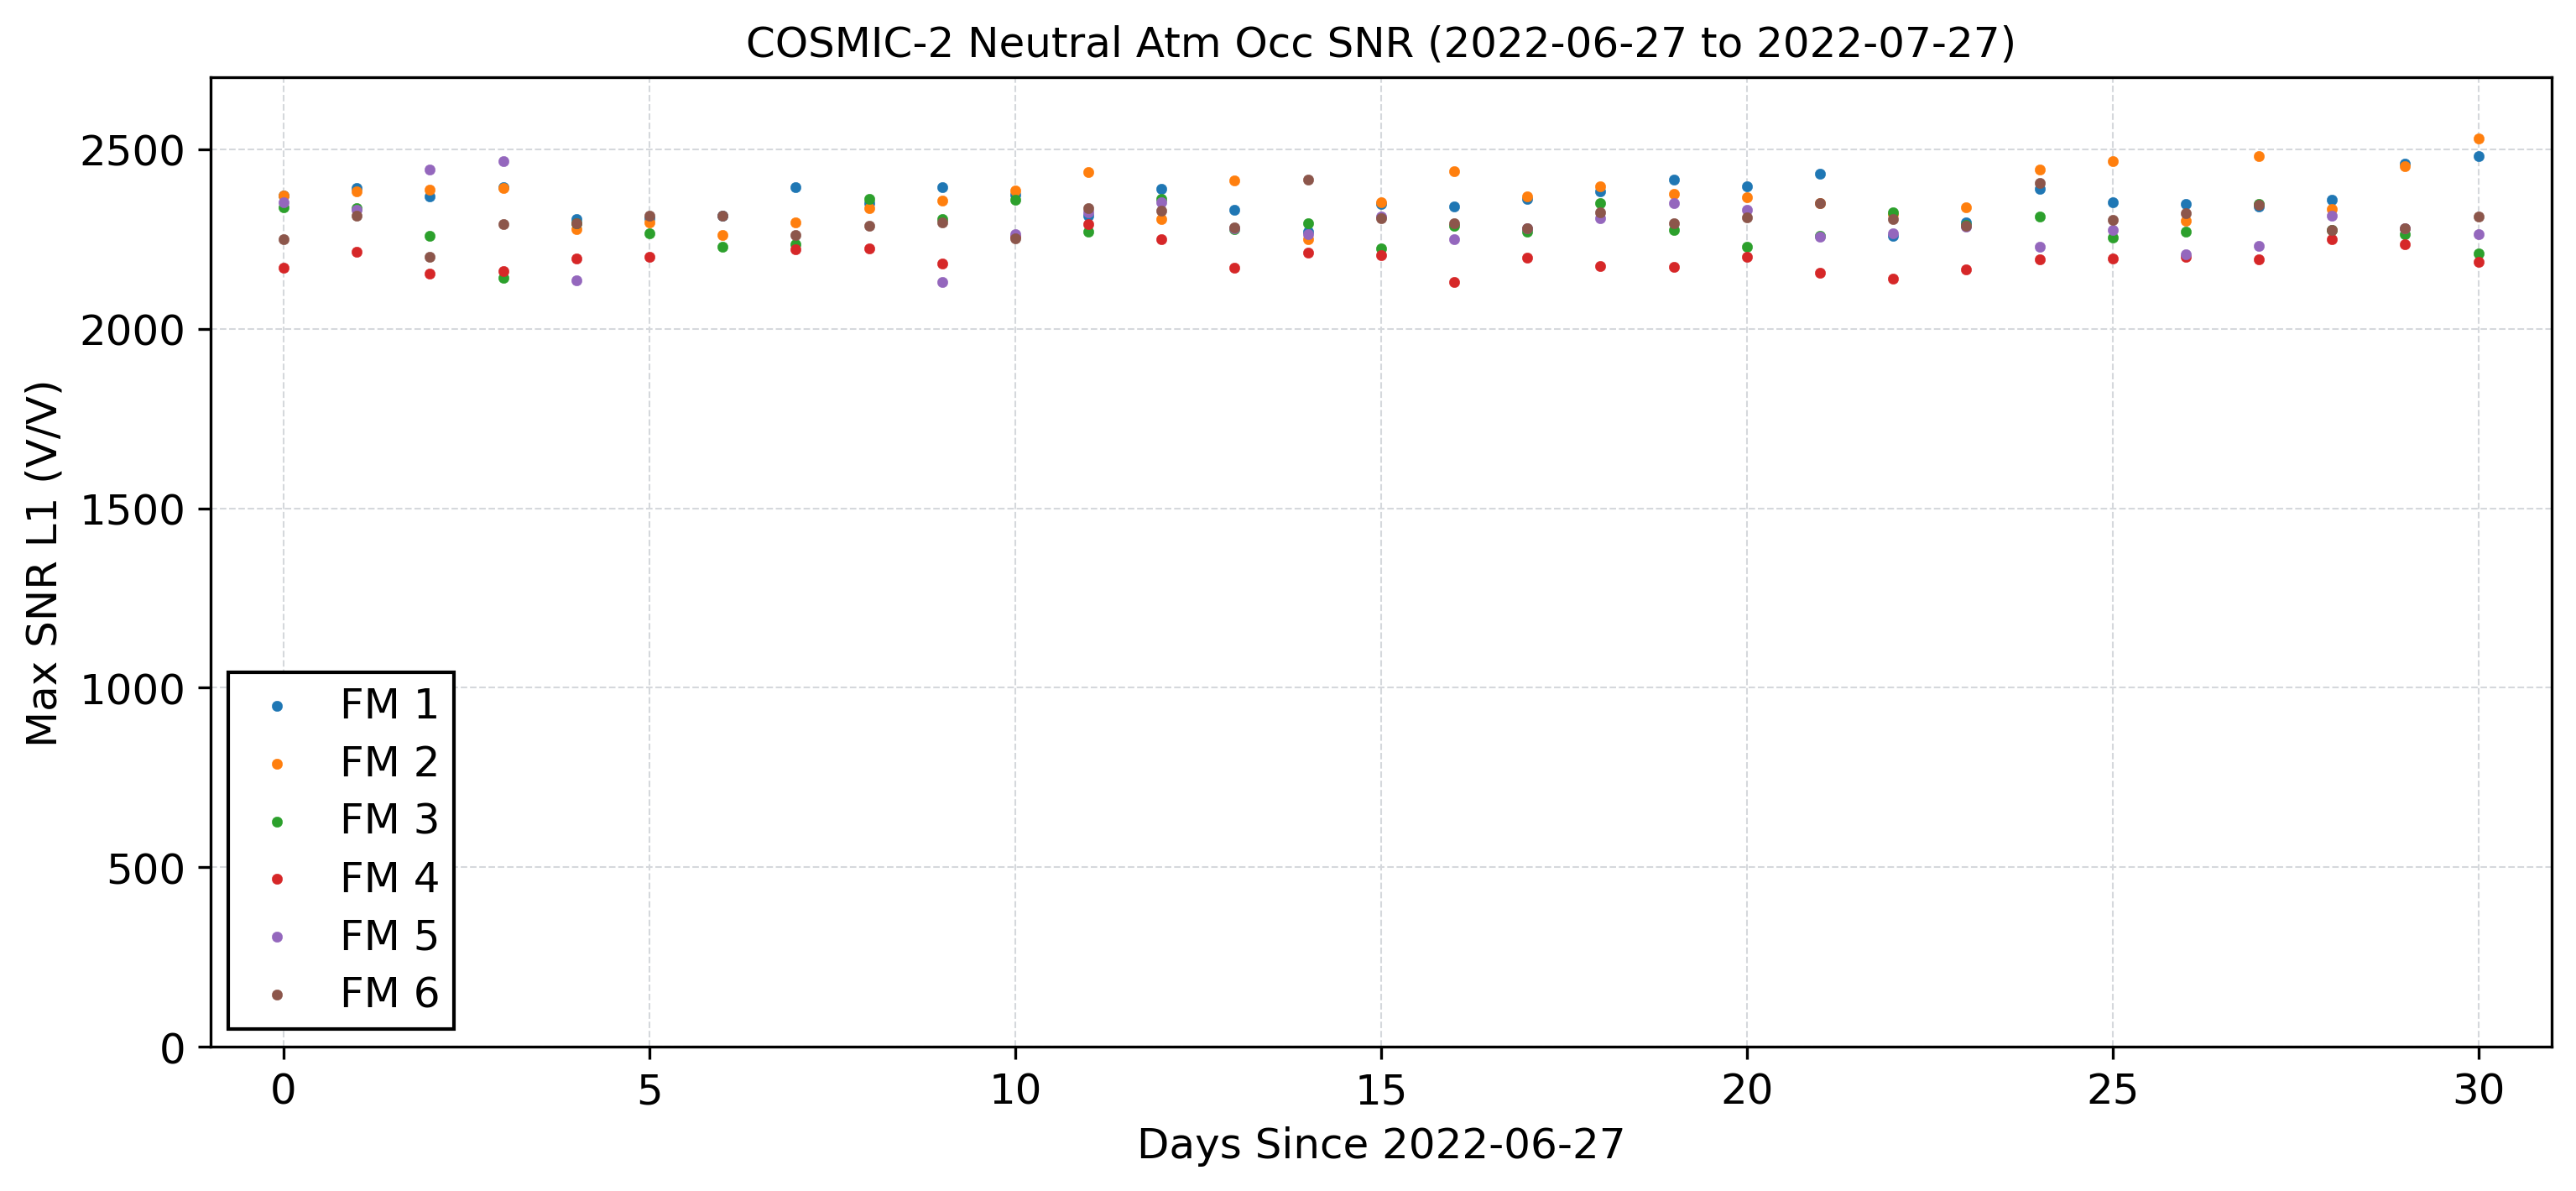 COSMIC-2 Neutral Atm Occ SNR (2022-06-27 to 2022-07-27)
Max SNR L1 (V/V)
2500
2000
1500
1000
500
0
FM 1
FM 2
FM 3
FM 4
FM 5
FM 6
0 5 10 15 20 25 30
Days Since 2022-06-27